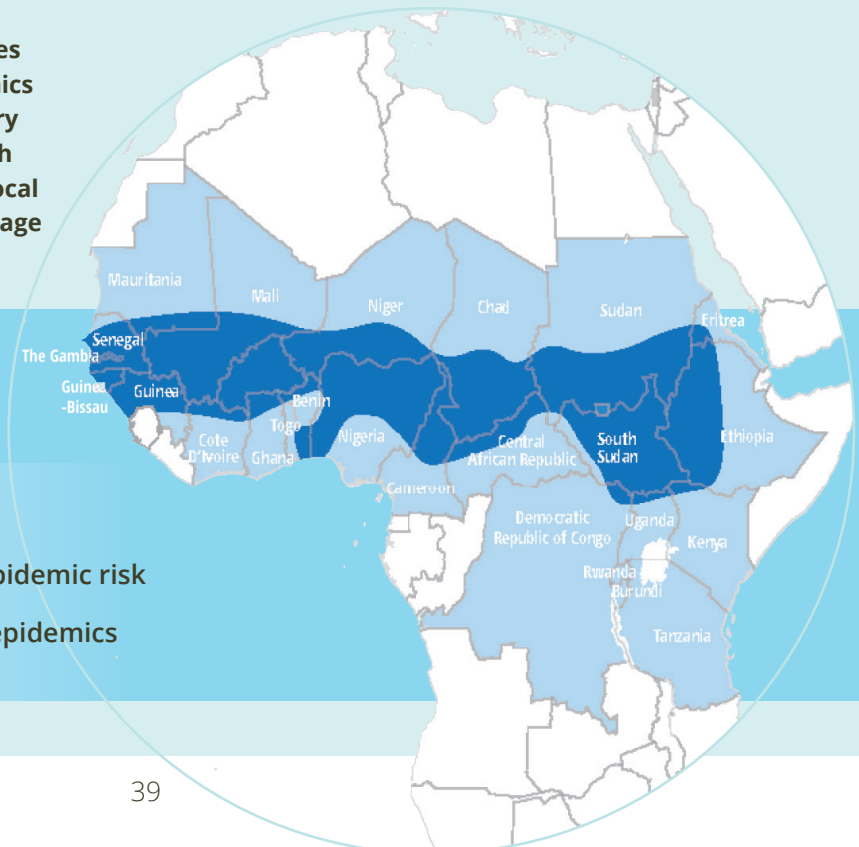 es
ics
ry
h
ocal
age
Mauritania
Mali
Niger
Chad
Sudan
Eritrea
Senegal
The Gambia
Guinea
-Bissau
Guinea
Benin
Togo
Cote
D'Ivoire
Ghana
Nigeria
Central
African Republic
South
Sudan
Ethiopia
Cameroon
Democratic
Republic of Congo
Uganda
Kenya
Rwanda
Burundi
Tanzania
pidemic risk
epidemics
39